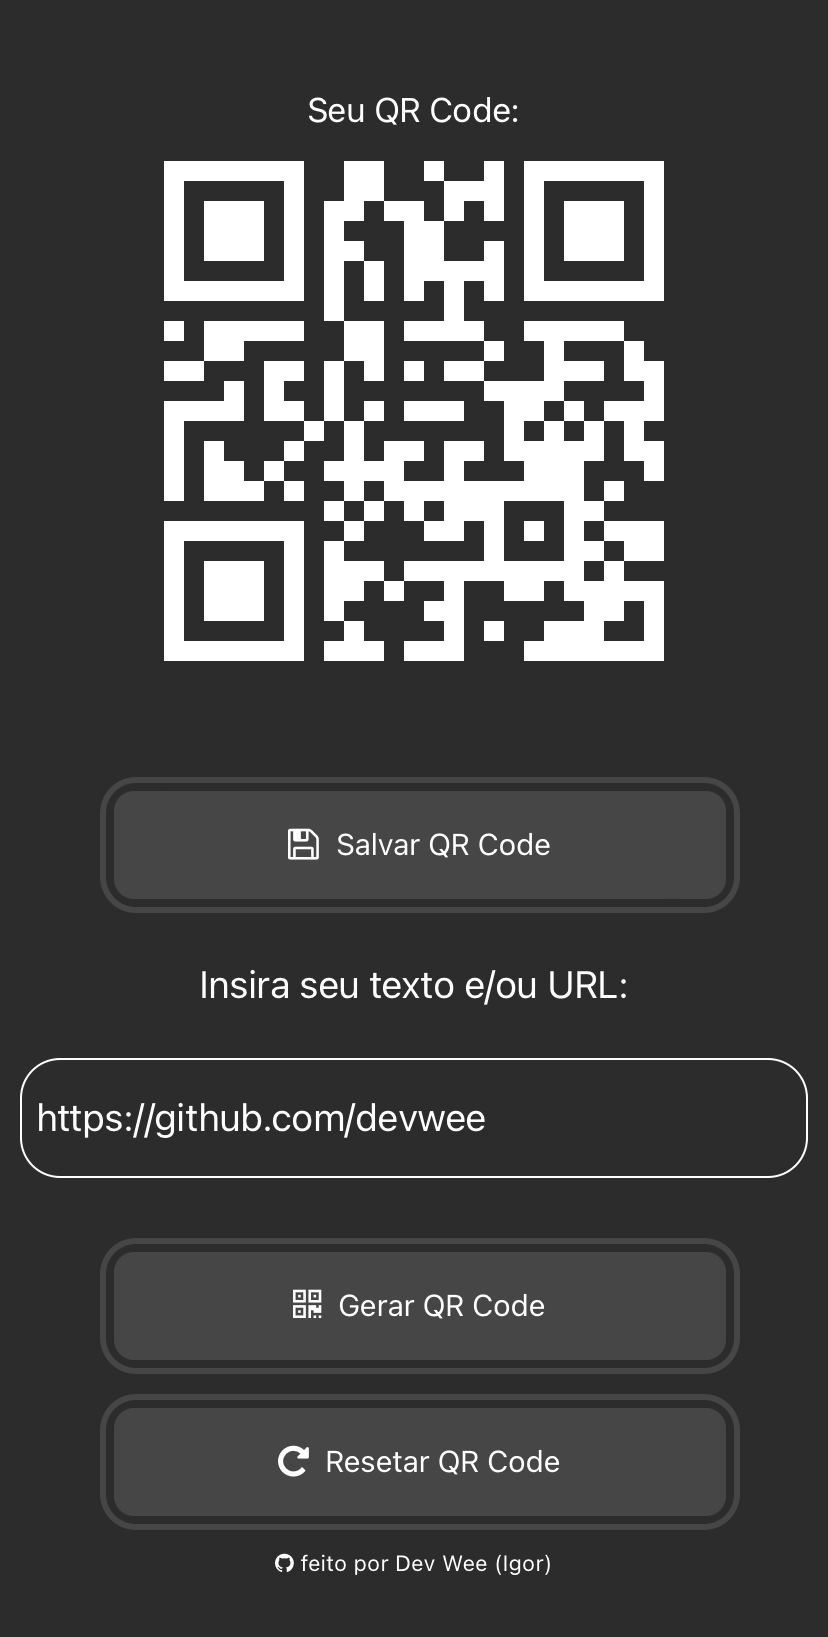 Seu QR Code:
Salvar QR Code
Insira seu texto e/ou URL:
https://github.com/devwee
Gerar QR Code
Resetar QR Code
feito por Dev Wee (Igor)